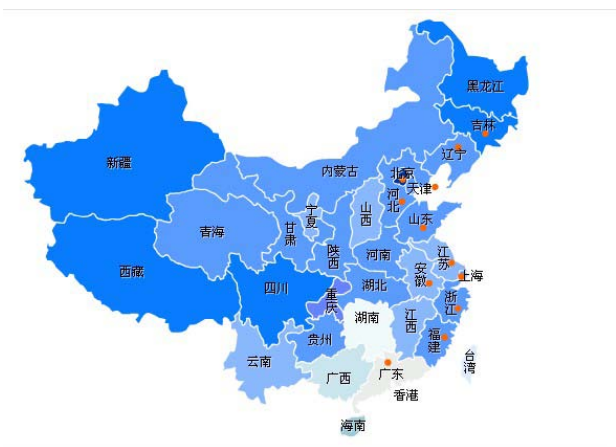 黑龙江
吉林
辽宁
新疆
内蒙古
北京
天津
河北
山西
宁夏
山东
青海
甘肃
陕西
河南
江苏
西藏
四川
安徽
上海
重庆
湖北
浙江
湖南
江西
贵州
福建
云南
台湾
广西
广东
香港
海南